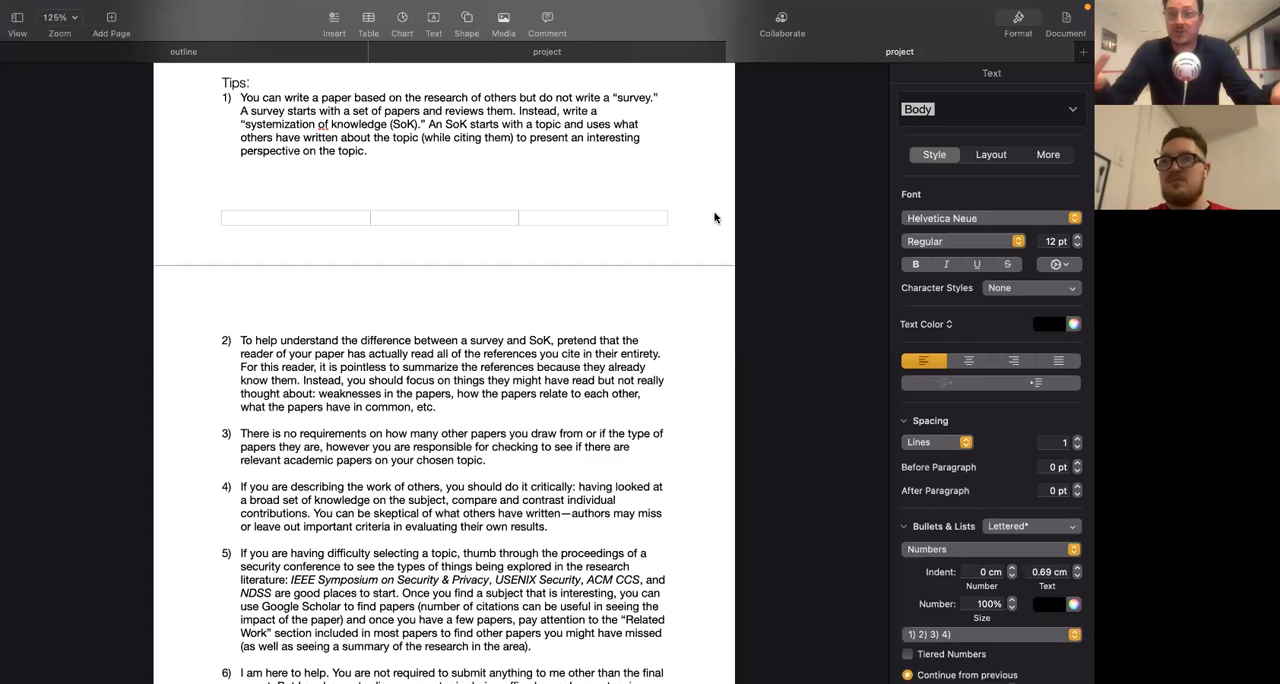 125%
View
Zoom
Add Page
Insert
Table
Chart
Text
Shape
Media
Comment
Collaborate
Format
Document
outline
project
project
Tips:
1) You can write a paper based on the research of others but do not write a “survey.”
A survey starts with a set of papers and reviews them. Instead, write a
“systemization of knowledge (SoK).” An SoK starts with a topic and uses what
others have written about the topic (while citing them) to present an interesting
perspective on the topic.
2) To help understand the difference between a survey and SoK, pretend that the
reader of your paper has actually read all of the references you cite in their entirety.
For this reader, it is pointless to summarize the references because they already
know them. Instead, you should focus on things they might have read but not really
thought about: weaknesses in the papers, how the papers relate to each other,
what the papers have in common, etc.
3) There is no requirements on how many other papers you draw from or if the type of
papers they are, however you are responsible for checking to see if there are
relevant academic papers on your chosen topic.
4) If you are describing the work of others, you should do it critically: having looked at
a broad set of knowledge on the subject, compare and contrast individual
contributions. You can be skeptical of what others have written—authors may miss
or leave out important criteria in evaluating their own results.
5) If you are having difficulty selecting a topic, thumb through the proceedings of a
security conference to see the types of things being explored in the research
literature: IEEE Symposium on Security & Privacy, USENIX Security, ACM CCS, and
NDSS are good places to start. Once you find a subject that is interesting, you can
use Google Scholar to find papers (number of citations can be useful in seeing the
impact of the paper) and once you have a few papers, pay attention to the “Related
Work” section included in most papers to find other papers you might have missed
(as well as seeing a summary of the research in the area).
6) I am here to help. You are not required to submit anything to me other than the final
Text
Body
Style
Layout
More
Font
Helvetica Neue
Regular
12 pt
B I U S
Character Styles
None
Text Color
Spacing
Lines
1
Before Paragraph
0 pt
After Paragraph
0 pt
Bullets & Lists
Lettered*
Numbers
Indent:
0 cm
0.69 cm
Number
Text
Number:
100%
Size
1) 2) 3) 4)
Tiered Numbers
Continue from previous